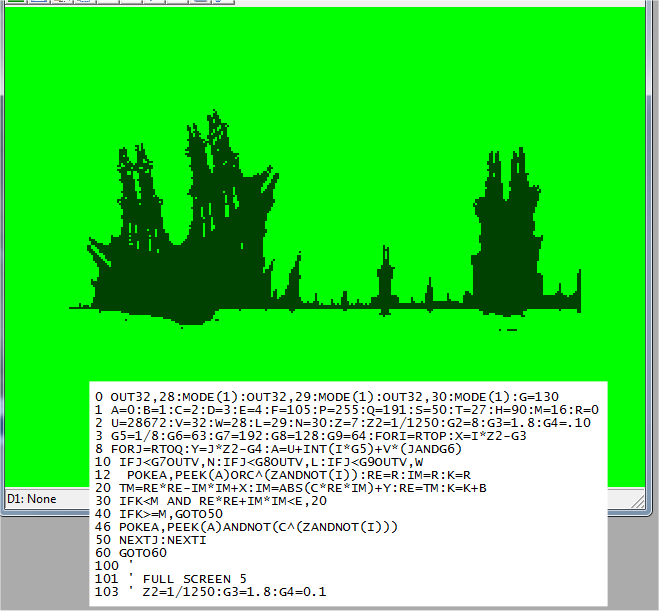 0 OUT32,28:MODE(1):OUT32,29:MODE(1):OUT32,30:MODE(1):G=130
1 A=0:B=1:C=2:D=3:E=4:F=105:P=255:Q=191:S=50:T=27:H=90:M=16:R=0
2 U=28672:V=32:W=28:L=29:N=30:Z=7:Z2=1/1250:G2=8:G3=1.8:G4=.10
3 G5=1/8:G6=63:G7=192:G8=128:G9=64:FORI=RTOP:X=I*Z2-G3
8 FORJ=RTOQ:Y=J*Z2-G4:A=U+INT(I*G5)+V*(JANDG6)
10 IFJ<G7OUTV,N:IFJ<G8OUTV,L:IFJ<G9OUTV,W
12  POKEA,PEEK(A)ORC^(ZANDNOT(I)):RE=R:IM=R:K=R
20 TM=RE*RE-IM*IM+X:IM=ABS(C*RE*IM)+Y:RE=TM:K=K+B
30 IFK<M AND RE*RE+IM*IM<E,20
40 IFK>=M,GOTO50
46 POKEA,PEEK(A)ANDNOT(C^(ZANDNOT(I)))
50 NEXTJ:NEXTI
60 GOTO60
100 '
101 ' FULL SCREEN 5
103 ' Z2=1/1250:G3=1.8:G4=0.1
D1: None